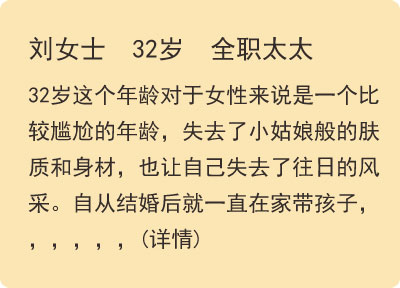 刘女士 32岁 全职太太
32岁这个年龄对于女性来说是一个比
较尴尬的年龄，失去了小姑娘般的肤
质和身材，也让自己失去了往日的风
采。自从结婚后就一直在家带孩子，
，，，，，(详情)